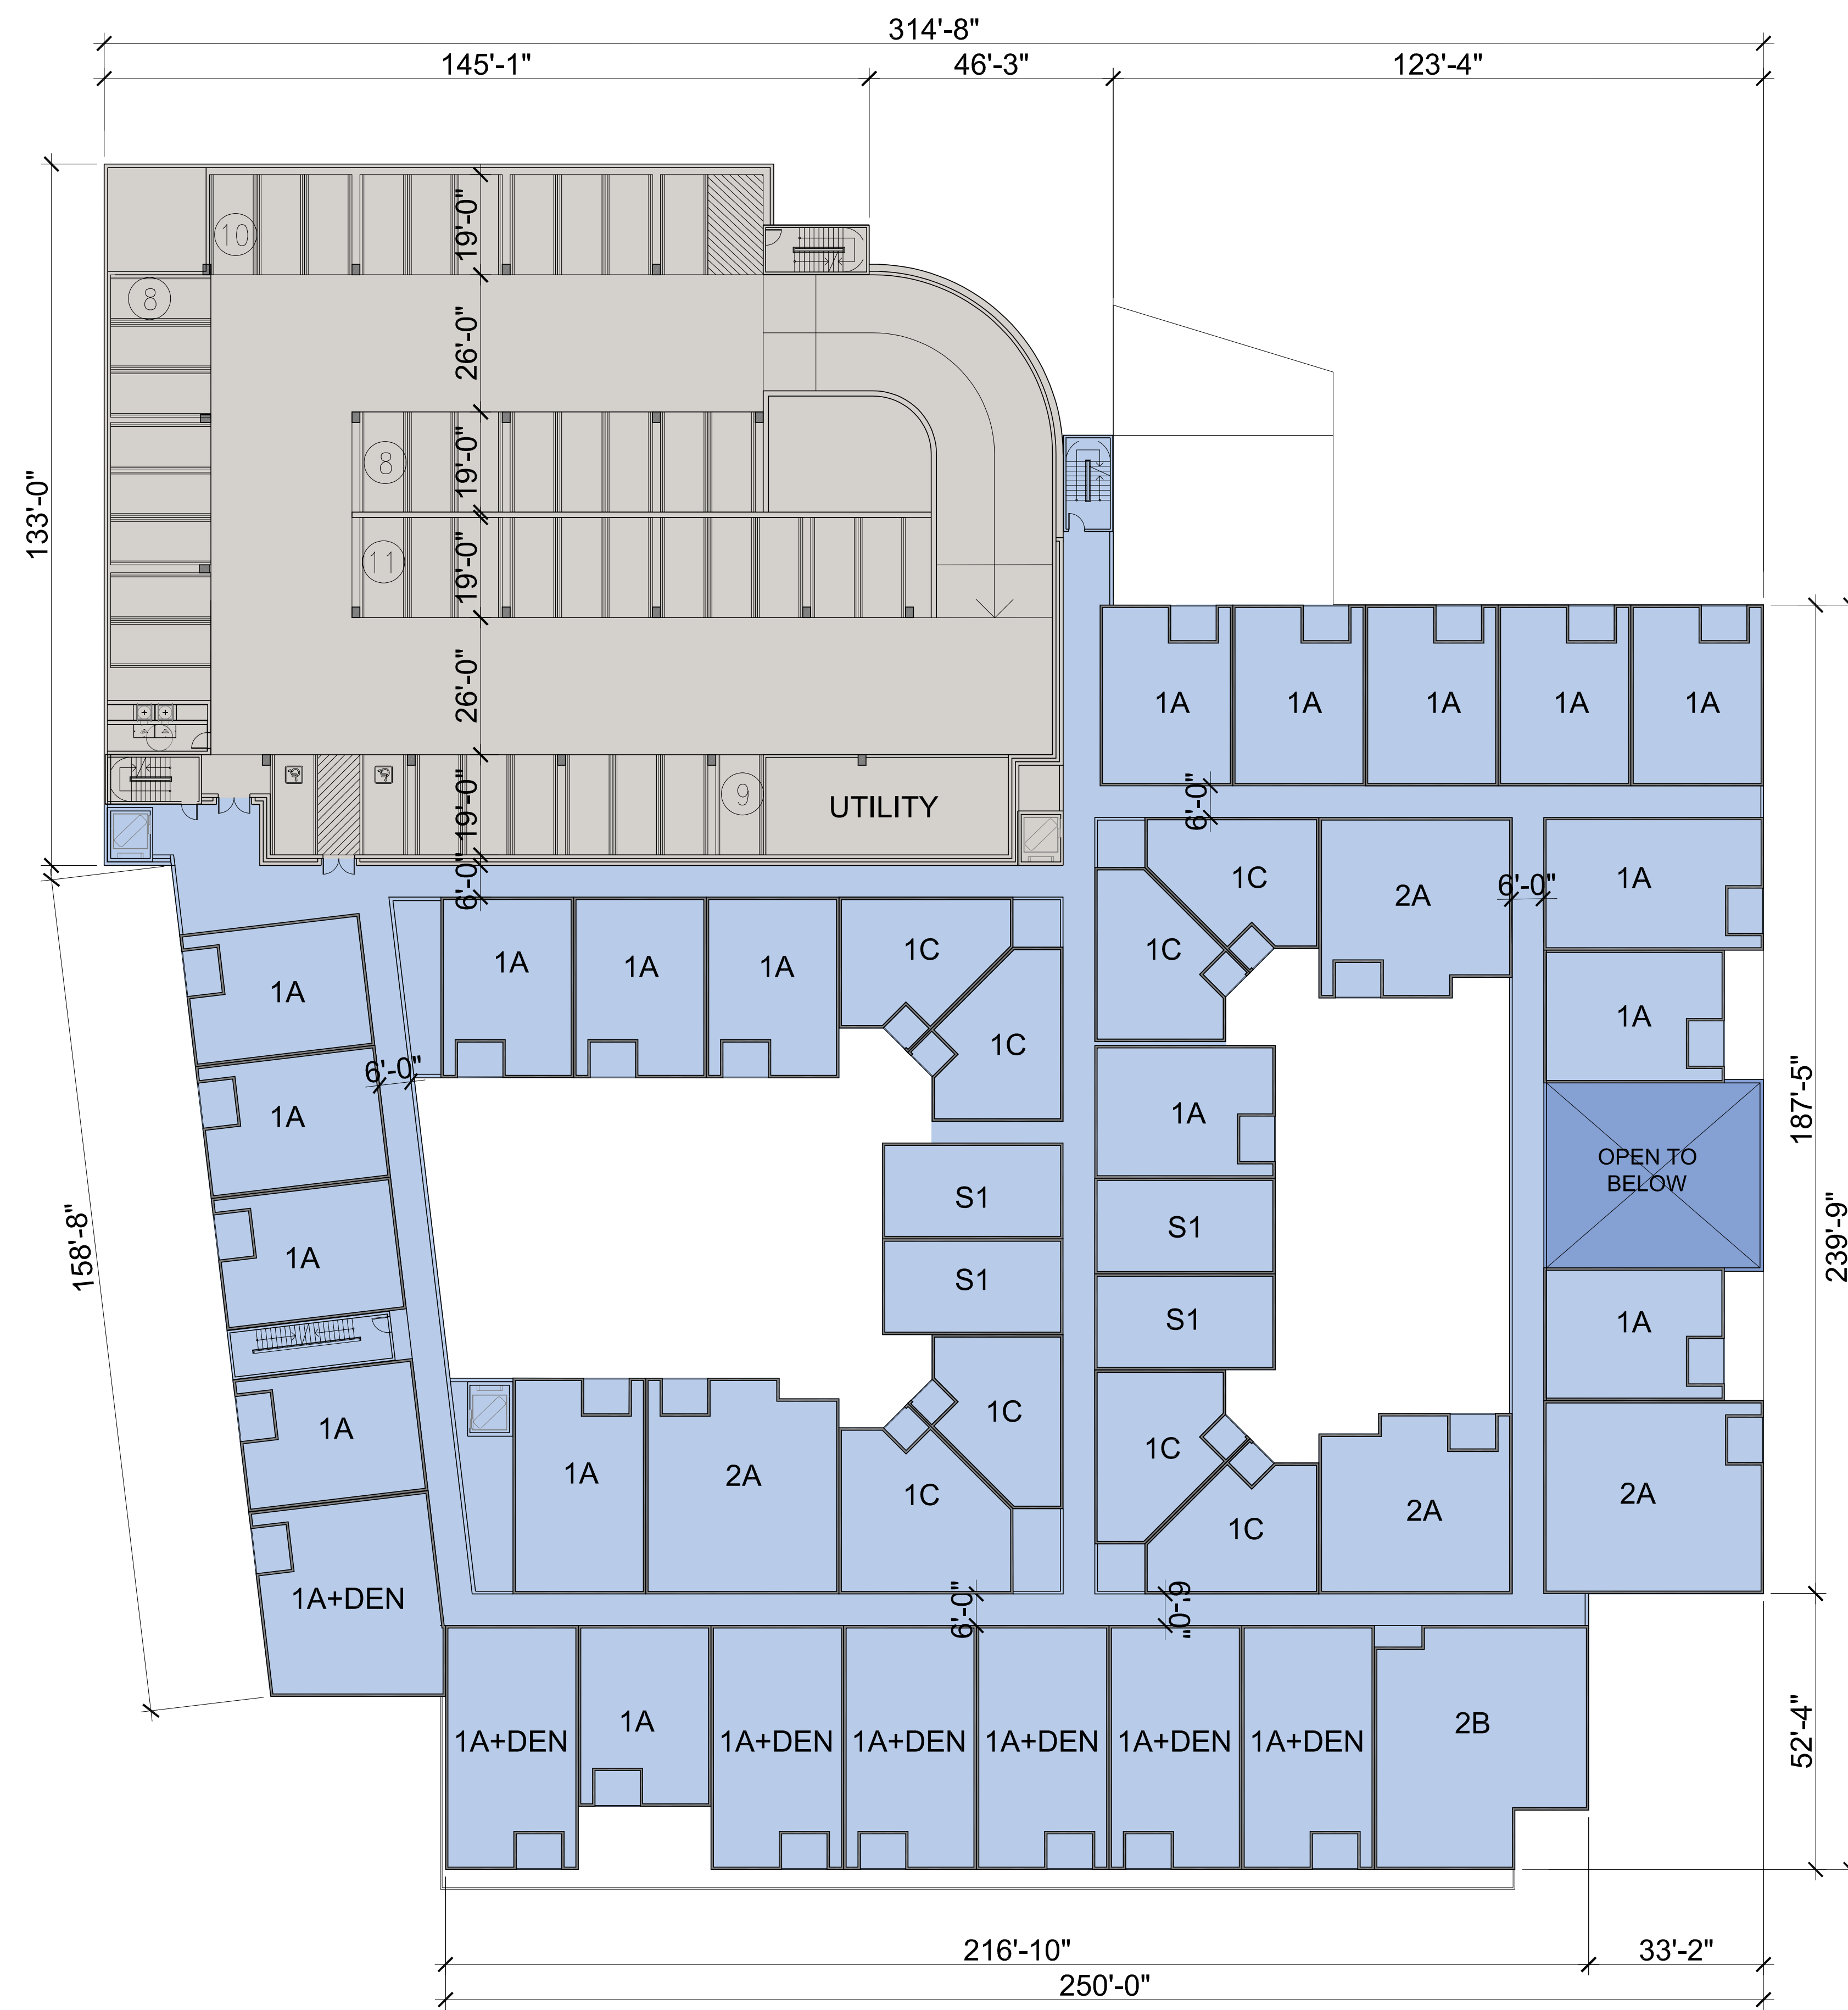 314'-8"
145'-1"
46'-3"
123'-4"
133'-0"
10
19'-0"
8
26'-0"
8
19'-0"
11
19'-0"
26'-0"
19'-0"
9
UTILITY
6'-0"
1A
1A
1A
1A
1A
6'-0"
1C
2A
6'-0"
1A
1C
1A
1A
1A
1A
1C
1C
1A
1A
6'-0"
1A
1A
OPEN TO
BELOW
187'-5"
239'-9"
158'-8"
S1
S1
S1
S1
1A
1A
1C
1C
1A
1A
2A
1C
1C
2A
2A
1A+DEN
6'-0"
6'-0"
1A+DEN
1A
1A+DEN
1A+DEN
1A+DEN
1A+DEN
1A+DEN
2B
52'-4"
216'-10"
33'-2"
250'-0"